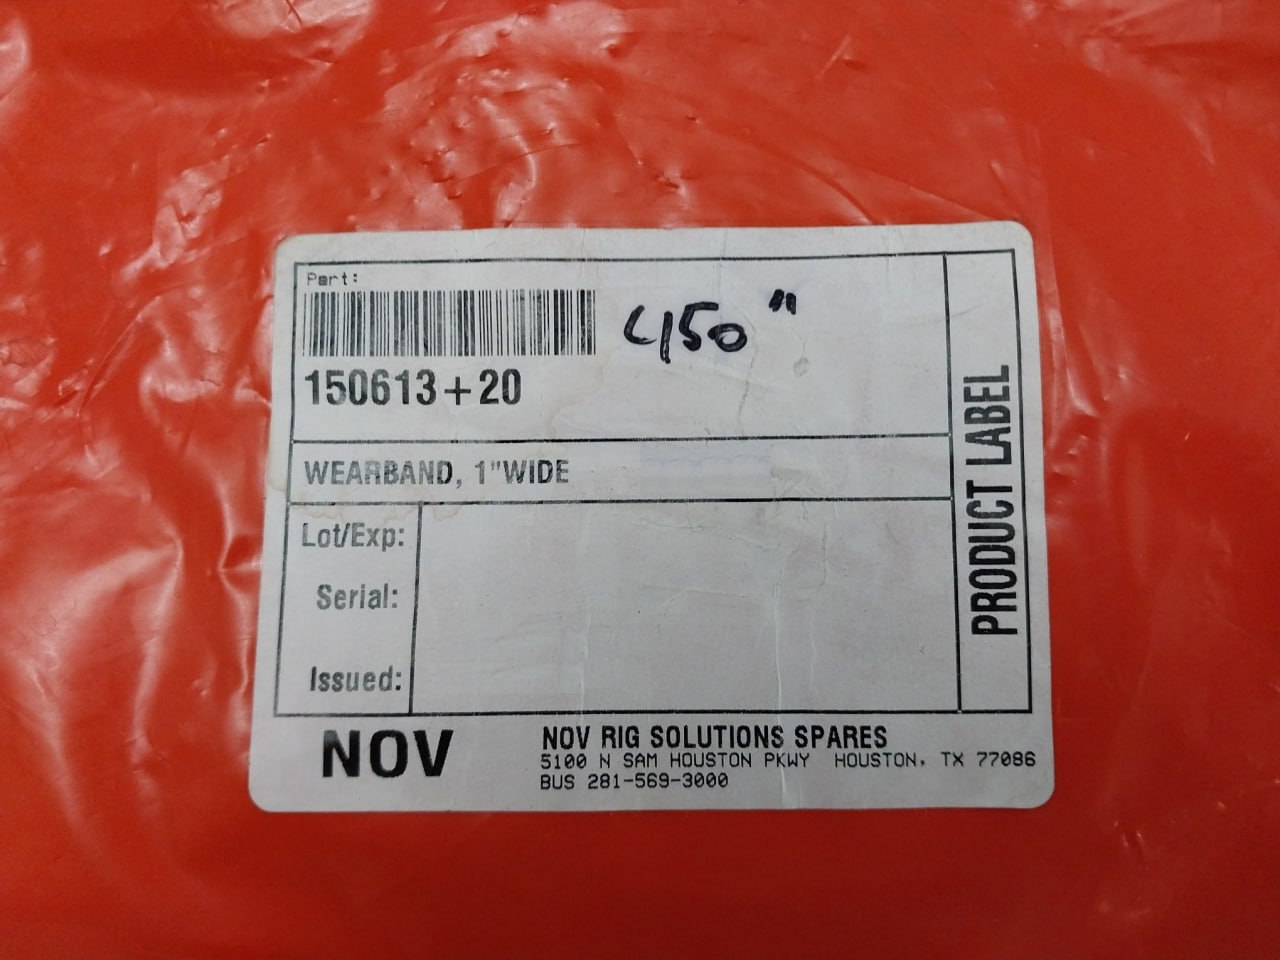 Part:
450"
150613+20
WEARBAND, 1"WIDE
Lot/Exp:
Serial:
Issued:
PRODUCT LABEL
NOV
NOV RIG SOLUTIONS SPARES
5100 N SAM HOUSTON PKWY HOUSTON, TX 77086
BUS 281-569-3000